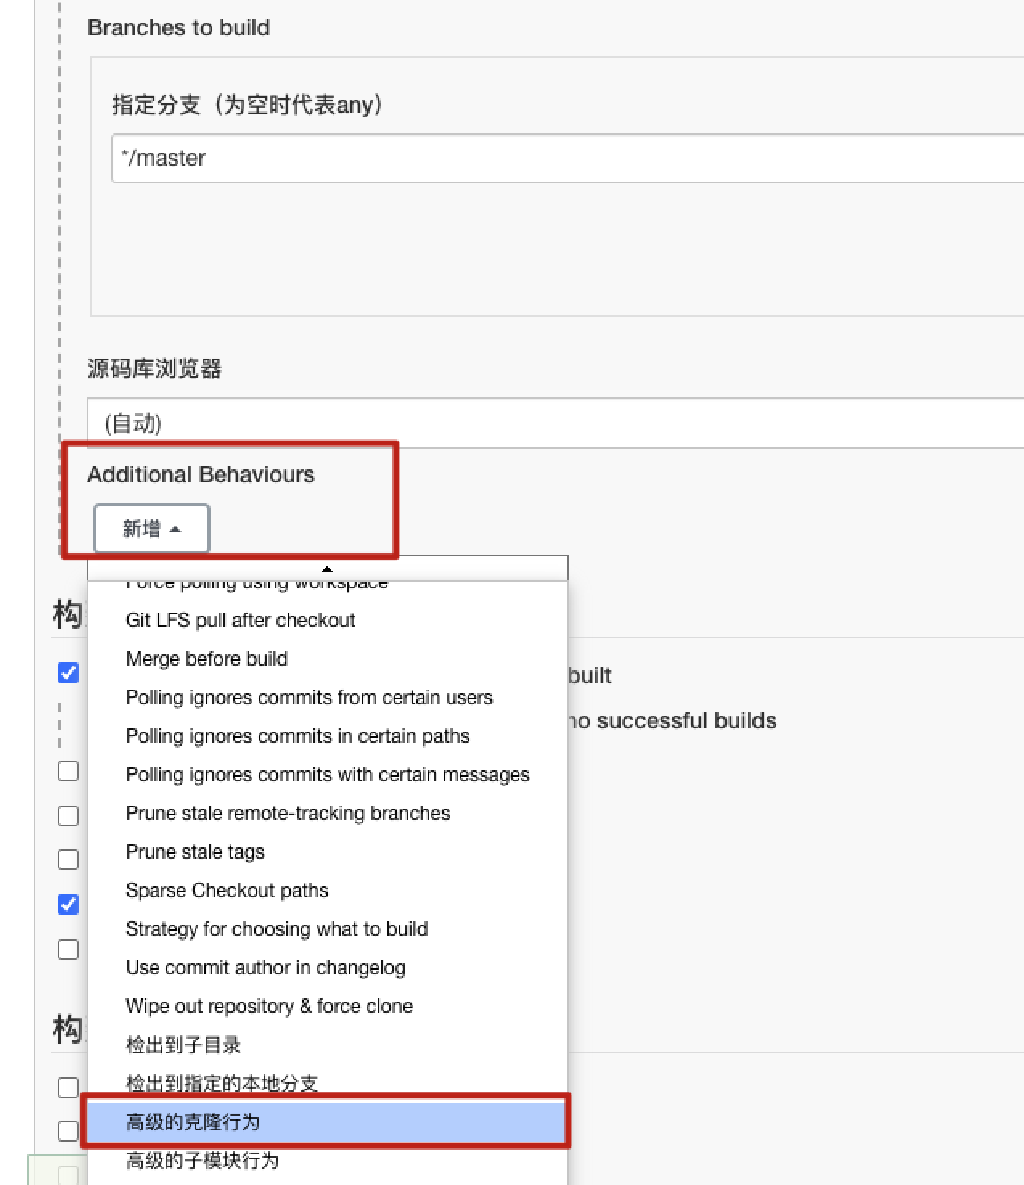 Branches to build
指定分支（为空时代表any）
*/master
源码库浏览器
(自动)
Additional Behaviours
新增
Force polling using workspace
构
Git LFS pull after checkout
Merge before build
built
Polling ignores commits from certain users
no successful builds
Polling ignores commits in certain paths
Polling ignores commits with certain messages
Prune stale remote-tracking branches
Prune stale tags
Sparse Checkout paths
Strategy for choosing what to build
Use commit author in changelog
Wipe out repository & force clone
构
检出到子目录
检出到指定的本地分支
高级的克隆行为
高级的子模块行为